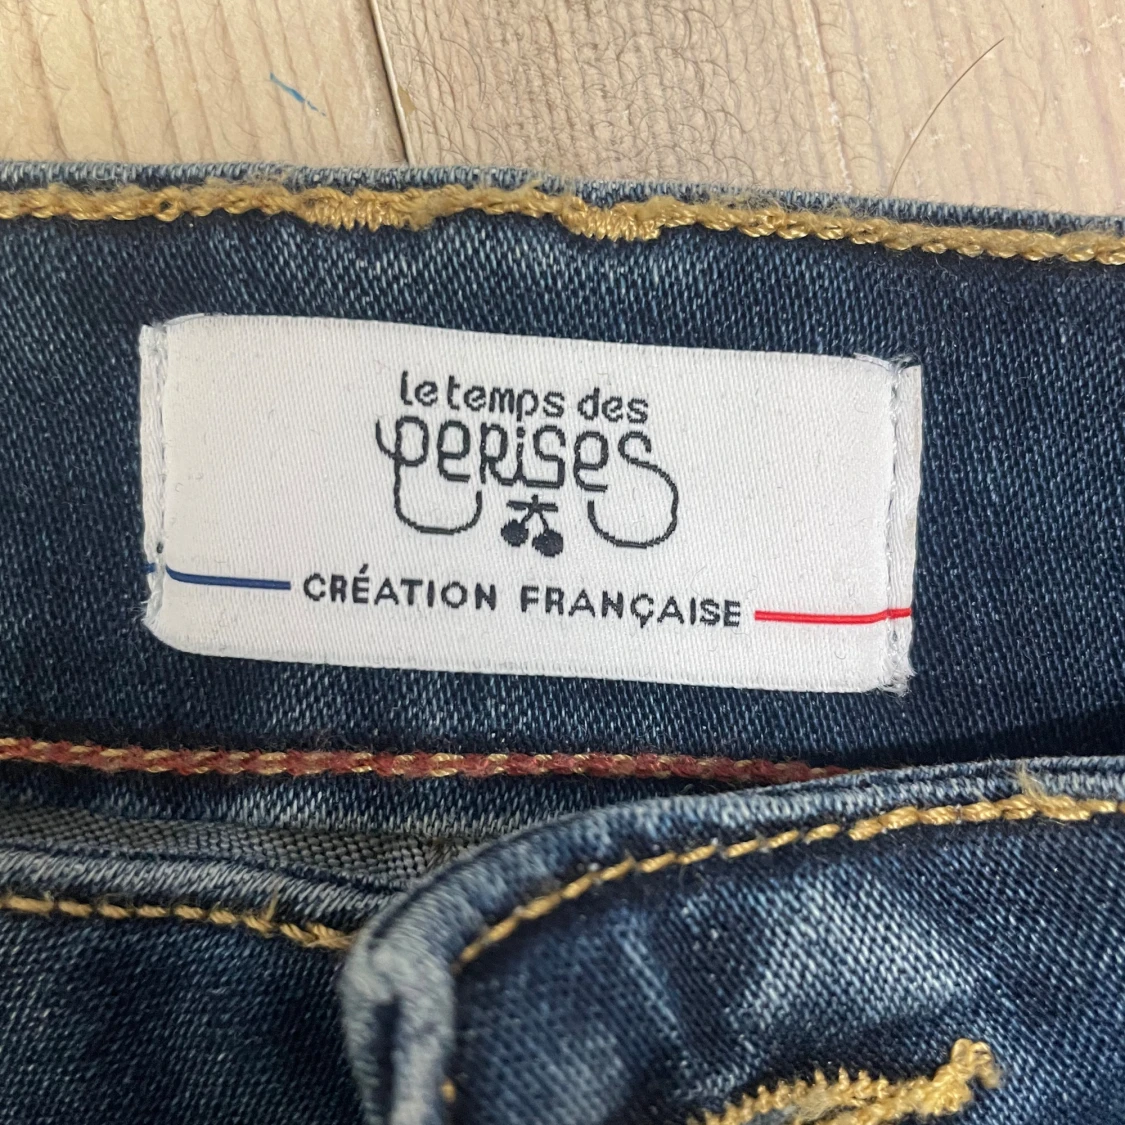 le temps des
cerises
CRÉATION FRANÇAISE